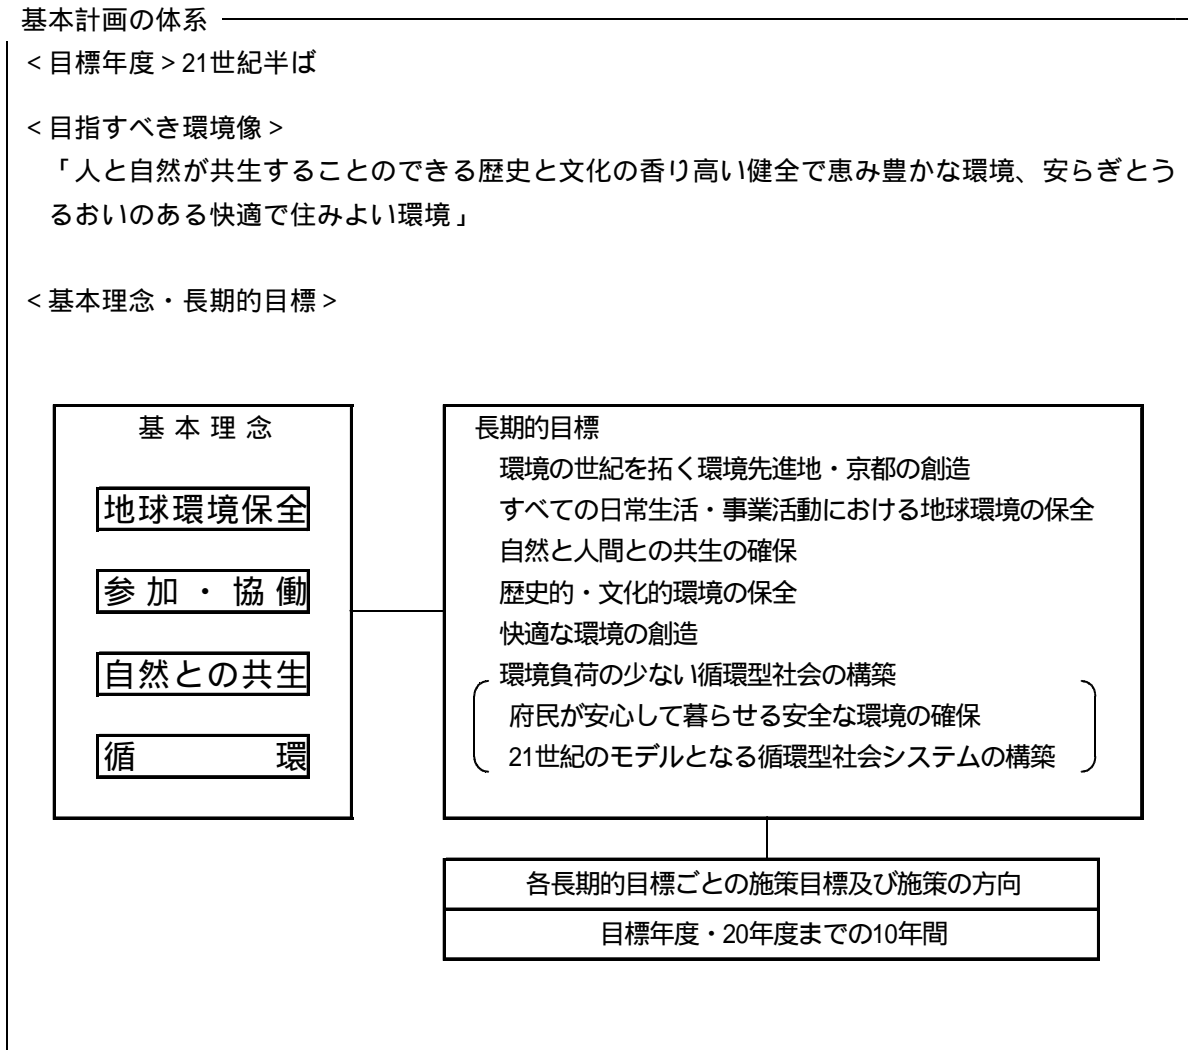 基本計画の体系
<目標年度>21世紀半ば
<目指すべき環境像>
「人と自然が共生することのできる歴史と文化の香り高い健全で恵み豊かな環境、安らぎとう
るおいのある快適で住みよい環境」
<基本理念・長期的目標>
基本理念
地球環境保全
参加・協働
自然との共生
循環
長期的目標
環境の世紀を拓く環境先進地・京都の創造
すべての日常生活・事業活動における地球環境の保全
自然と人間との共生の確保
歴史的・文化的環境の保全
快適な環境の創造
環境負荷の少ない循環型社会の構築
府民が安心して暮らせる安全な環境の確保
21世紀のモデルとなる循環型社会システムの構築
各長期的目標ごとの施策目標及び施策の方向
目標年度・20年度までの10年間